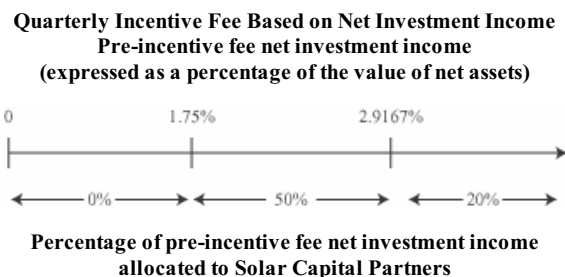 Quarterly Incentive Fee Based on Net Investment Income
Pre-incentive fee net investment income
(expressed as a percentage of the value of net assets)
0 1.75% 2.9167%
0% 50% 20%
Percentage of pre-incentive fee net investment income
allocated to Solar Capital Partners